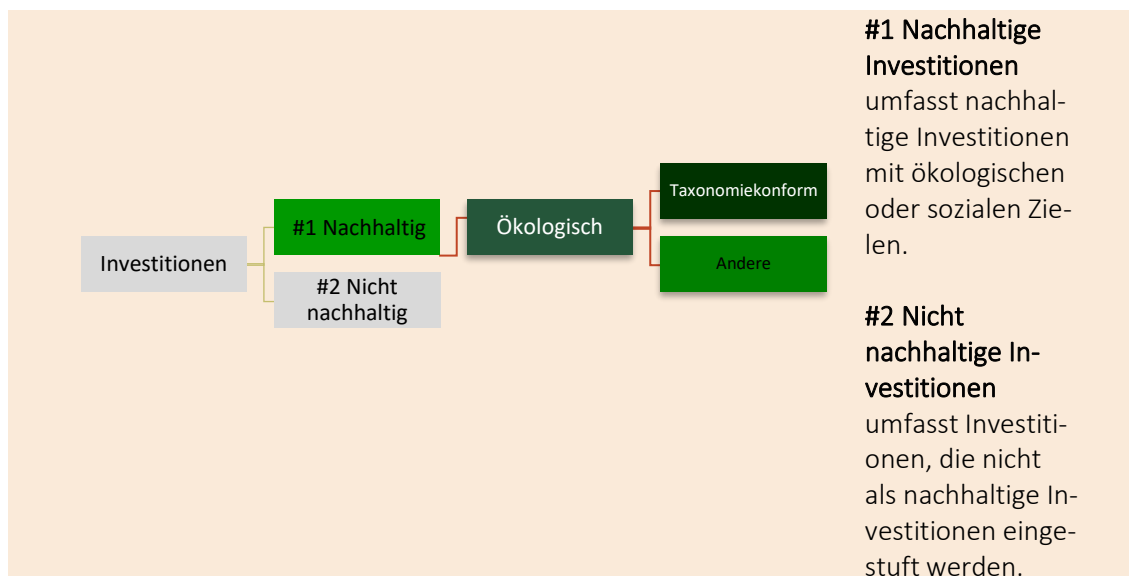 Investitionen
#1 Nachhaltig
#2 Nicht
nachhaltig
Ökologisch
Taxonomiekonform
Andere
#1 Nachhaltige
Investitionen
umfasst nachhal-
tige Investitionen
mit ökologischen
oder sozialen Zie-
len.
#2 Nicht
nachhaltige In-
vestitionen
umfasst Investiti-
onen, die nicht
als nachhaltige In-
vestitionen einge-
stuft werden.